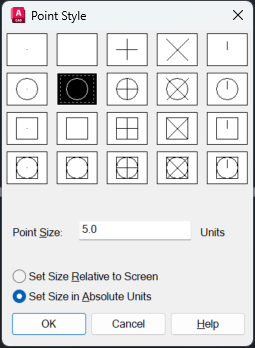 A CAD Point Style
Point Size: 5.0 Units
Set Size Relative to Screen
Set Size in Absolute Units
OK Cancel Help